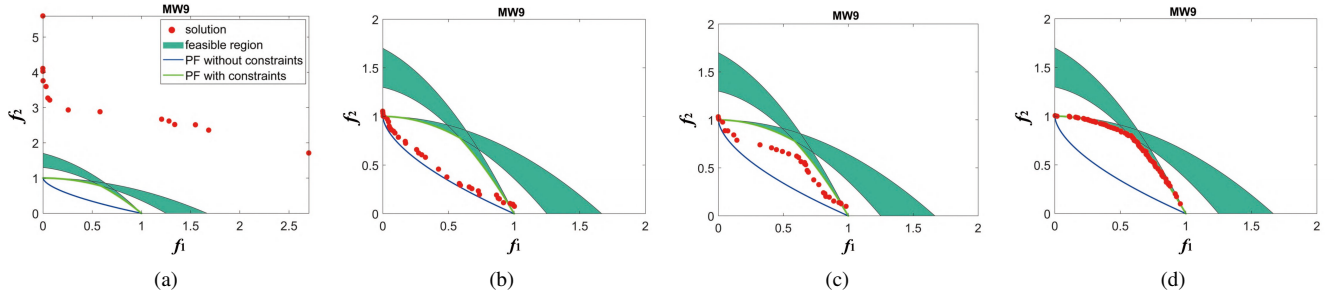 MW9
solution
feasible region
PF without constraints
PF with constraints
5
4
3
2
1
0
0 0.5 1 1.5 2 2.5
f2
f1
(a)
MW9
2
1.5
1
0.5
0
0 0.5 1 1.5 2
f2
f1
(b)
MW9
2
1.5
1
0.5
0
0 0.5 1 1.5 2
f2
f1
(c)
MW9
2
1.5
1
0.5
0
0 0.5 1 1.5 2
f2
f1
(d)